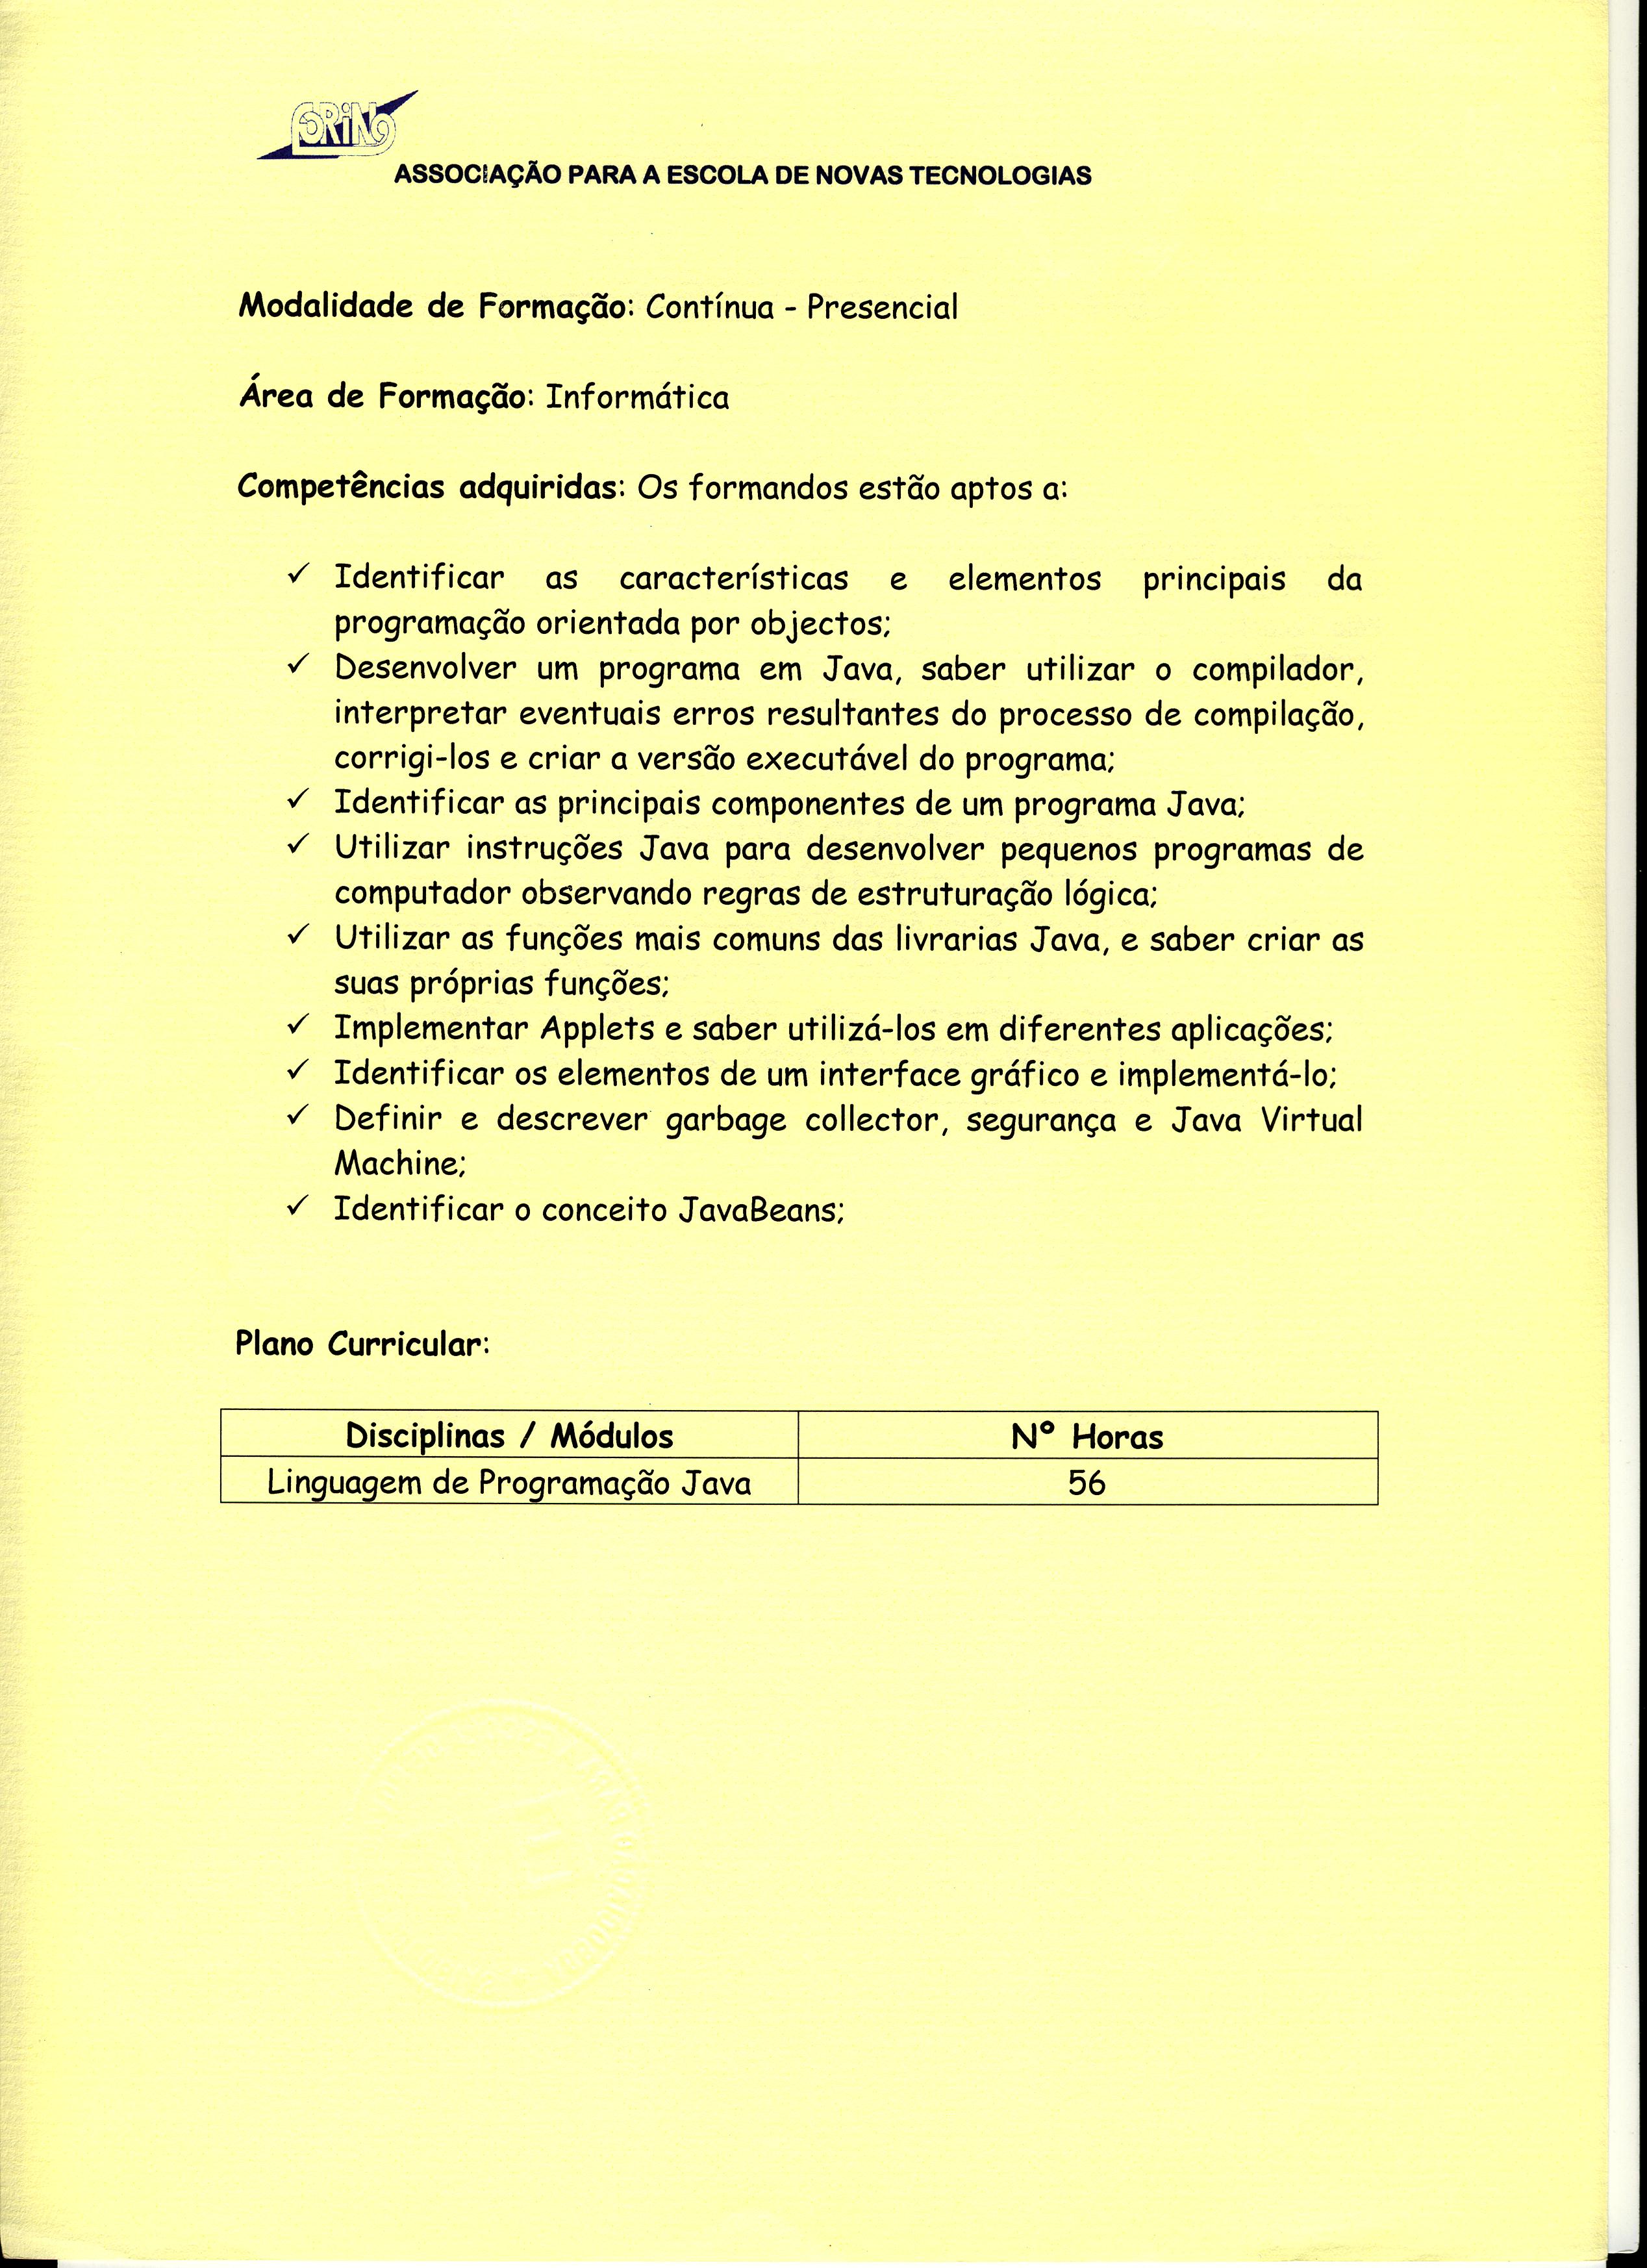 FORINO
ASSOCIAÇÃO PARA A ESCOLA DE NOVAS TECNOLOGIAS
Modalidade de Formação: Contínua - Presencial
Área de Formação: Informática
Competências adquiridas: Os formandos estão aptos a:
✓ Identificar as características e elementos principais da
programação orientada por objectos;
✓ Desenvolver um programa em Java, saber utilizar o compilador,
interpretar eventuais erros resultantes do processo de compilação,
corrigi-los e criar a versão executável do programa;
✓ Identificar as principais componentes de um programa Java;
✓ Utilizar instruções Java para desenvolver pequenos programas de
computador observando regras de estruturação lógica;
✓ Utilizar as funções mais comuns das livrarias Java, e saber criar as
suas próprias funções;
✓ Implementar Applets e saber utilizá-los em diferentes aplicações;
✓ Identificar os elementos de um interface gráfico e implementá-lo;
✓ Definir e descrever garbage collector, segurança e Java Virtual
Machine;
✓ Identificar o conceito JavaBeans;
Plano Curricular:
Disciplinas / Módulos Nº Horas
Linguagem de Programação Java 56